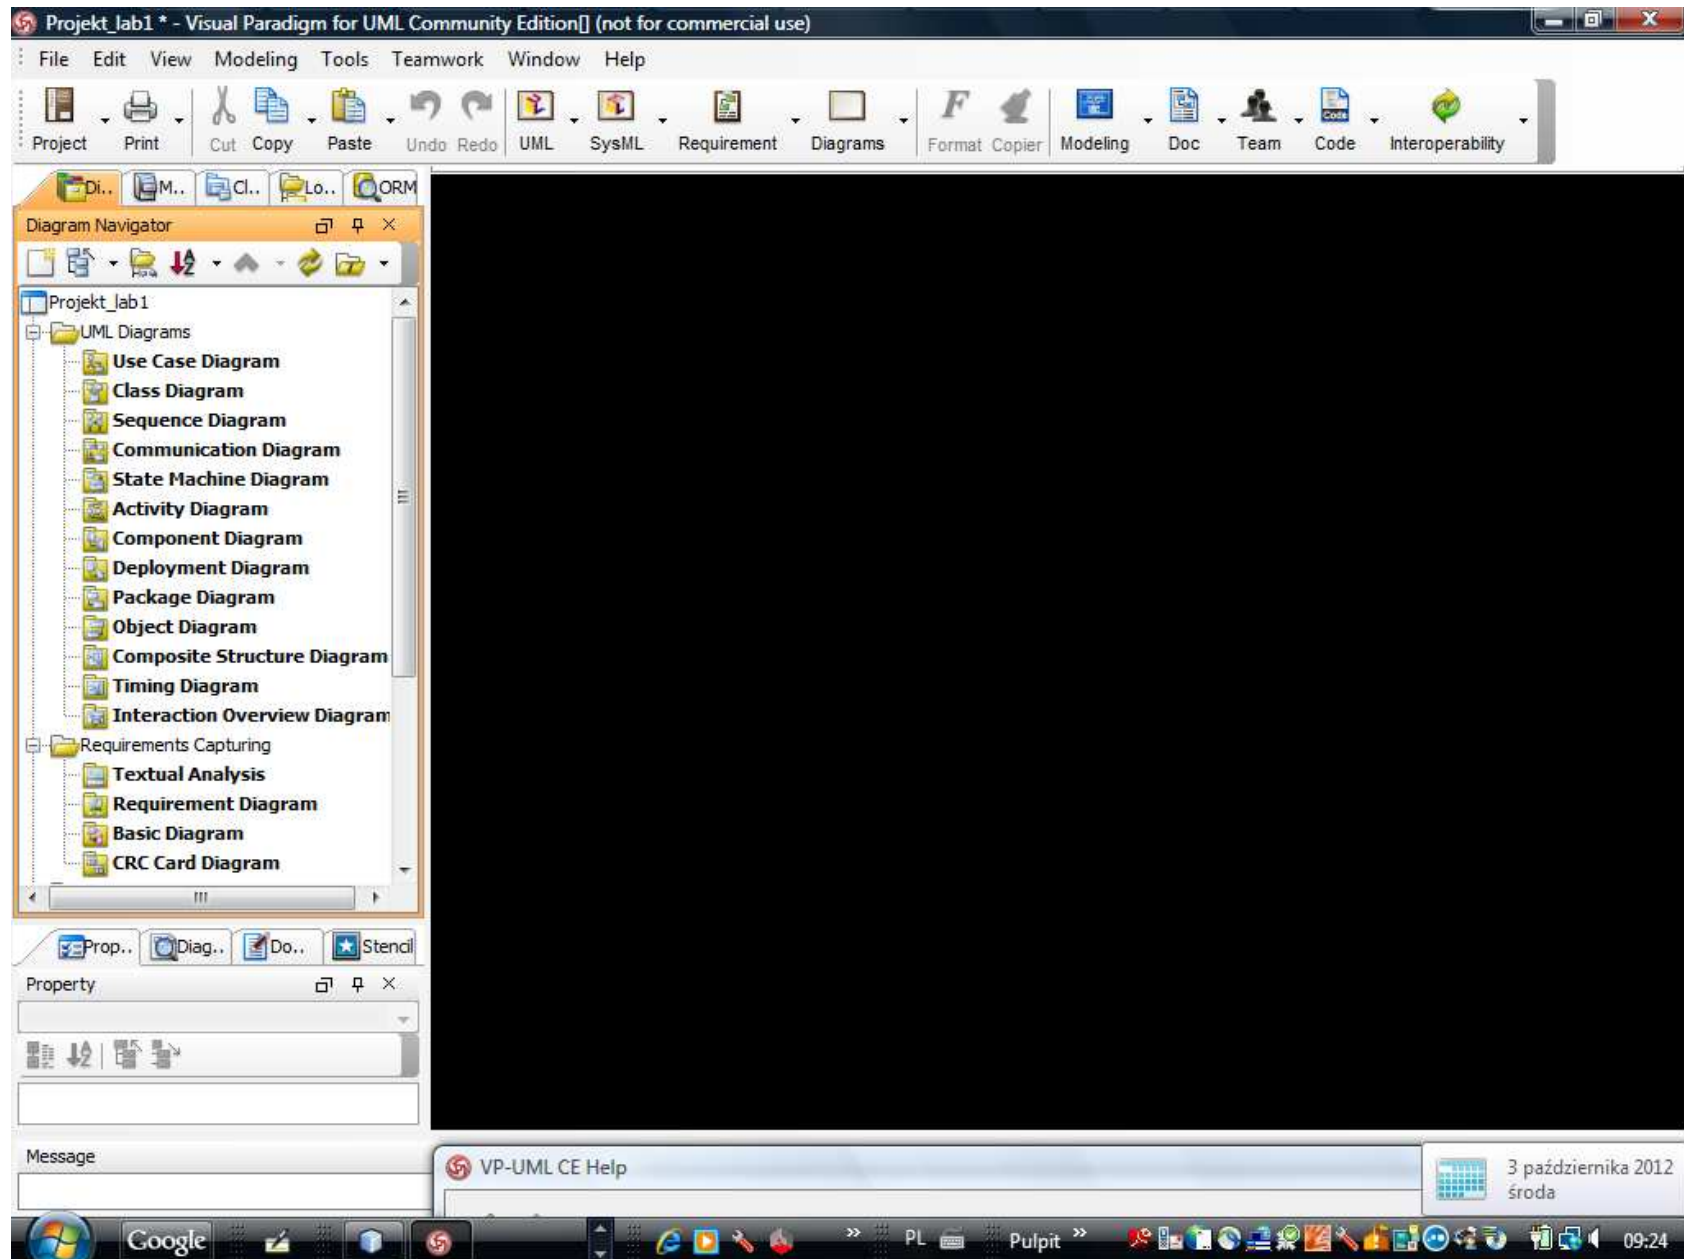 Projekt_lab1 * - Visual Paradigm for UML Community Edition[] (not for commercial use)
File Edit View Modeling Tools Teamwork Window Help
Project Print Cut Copy Paste Undo Redo UML SysML Requirement Diagrams Format Copier Modeling Doc Team Code Interoperability
Di.. M.. Cl.. Lo.. ORM
Diagram Navigator
Projekt_lab1
UML Diagrams
Use Case Diagram
Class Diagram
Sequence Diagram
Communication Diagram
State Machine Diagram
Activity Diagram
Component Diagram
Deployment Diagram
Package Diagram
Object Diagram
Composite Structure Diagram
Timing Diagram
Interaction Overview Diagram
Requirements Capturing
Textual Analysis
Requirement Diagram
Basic Diagram
CRC Card Diagram
Prop.. Diag.. Do.. Stencil
Property
Message
VP-UML CE Help
3 października 2012
środa
Google PL Pulpit 09:24